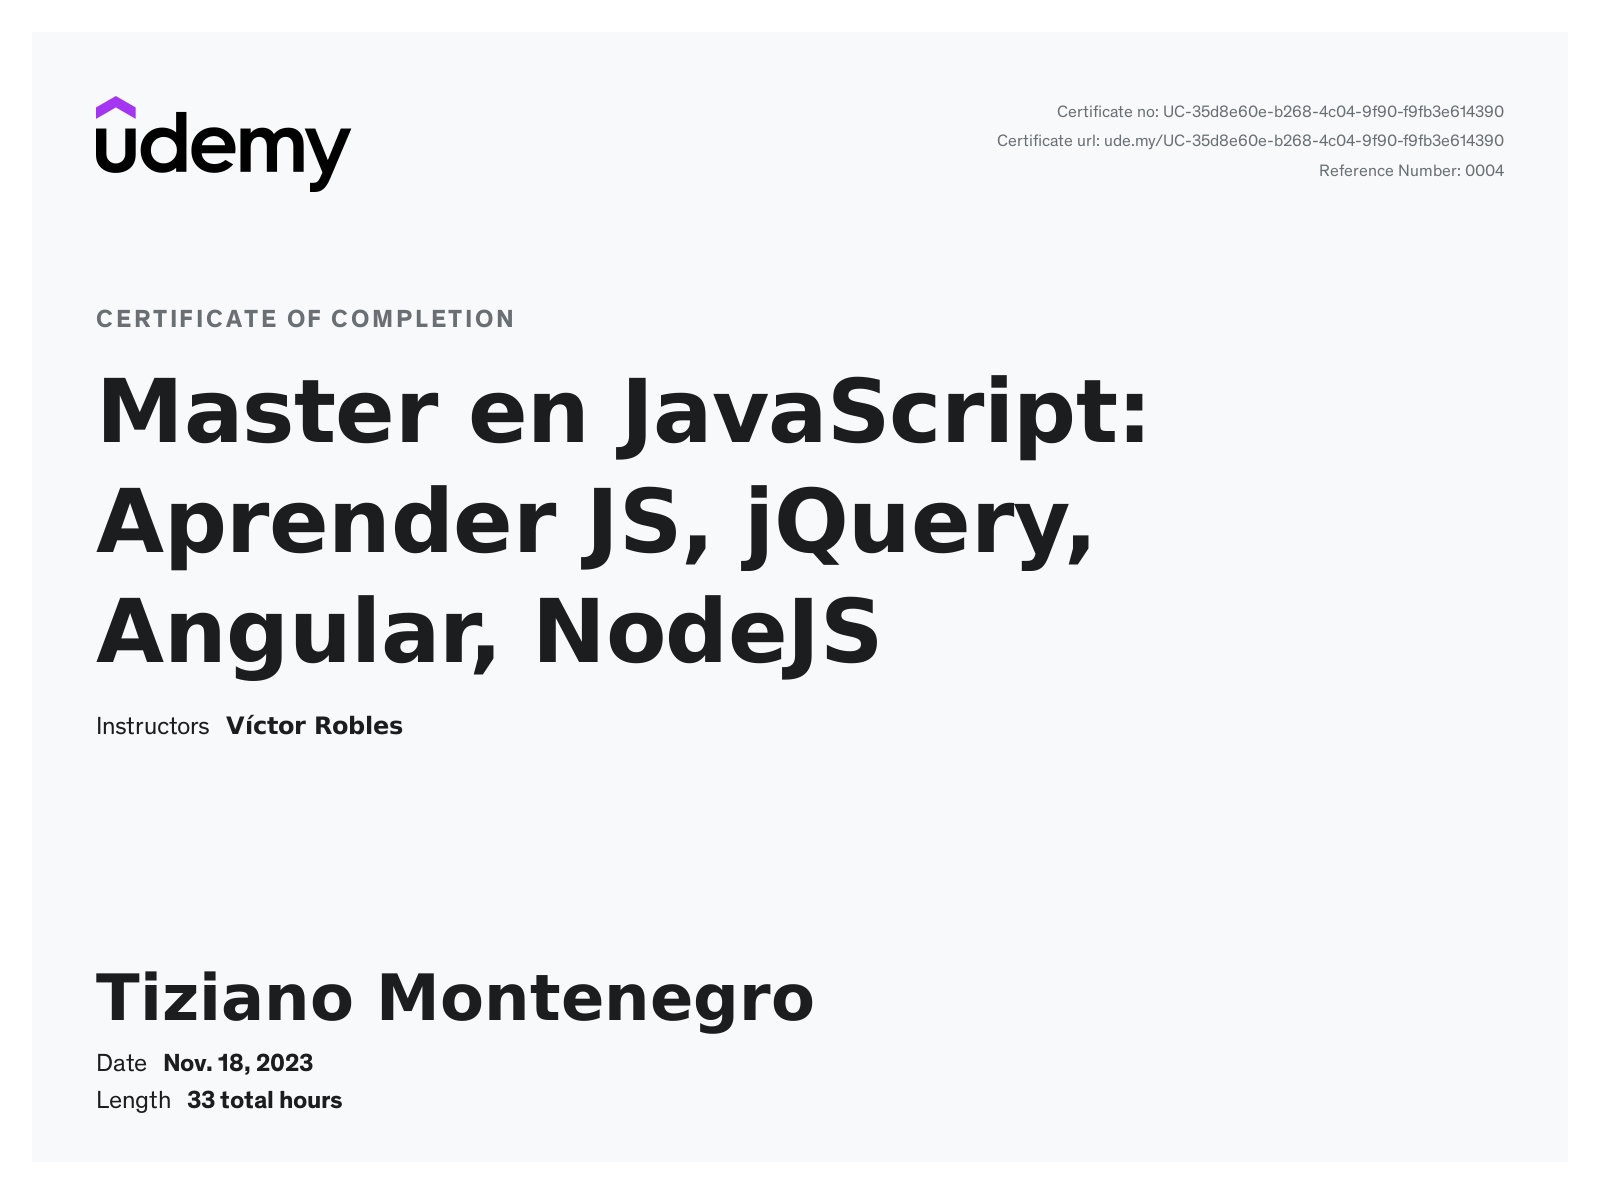 udemy
Certificate no: UC-35d8e60e-b268-4c04-9f90-f9fb3e614390
Certificate url: ude.my/UC-35d8e60e-b268-4c04-9f90-f9fb3e614390
Reference Number: 0004
CERTIFICATE OF COMPLETION
Master en JavaScript:
Aprender JS, jQuery,
Angular, NodeJS
Instructors Víctor Robles
Tiziano Montenegro
Date Nov. 18, 2023
Length 33 total hours